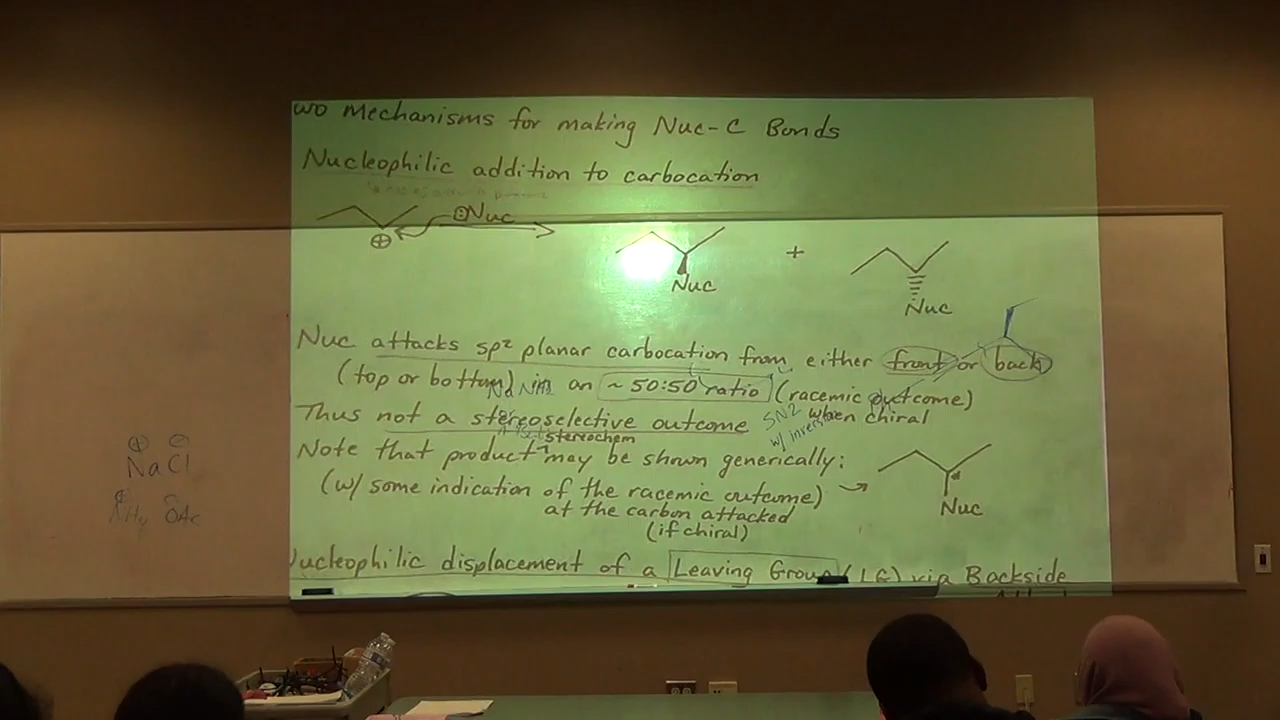 wo Mechanisms for making Nuc-C Bonds
Nucleophilic addition to carbocation
⊕
⊖Nuc
Nuc
+
Nuc
Nuc attacks sp² planar carbocation from either front or back
(top or bottom) in an ~ 50:50 ratio (racemic outcome)
Thus not a stereoselective outcome when chiral
SN2
w/ inversion
stereochem
Note that product may be shown generically:
(w/ some indication of the racemic outcome)
at the carbon attacked
(if chiral)
*
Nuc
ucleophilic displacement of a Leaving Group (LG) via Backside
⊕ ⊖
NaCl
⊕
NH4 OAc